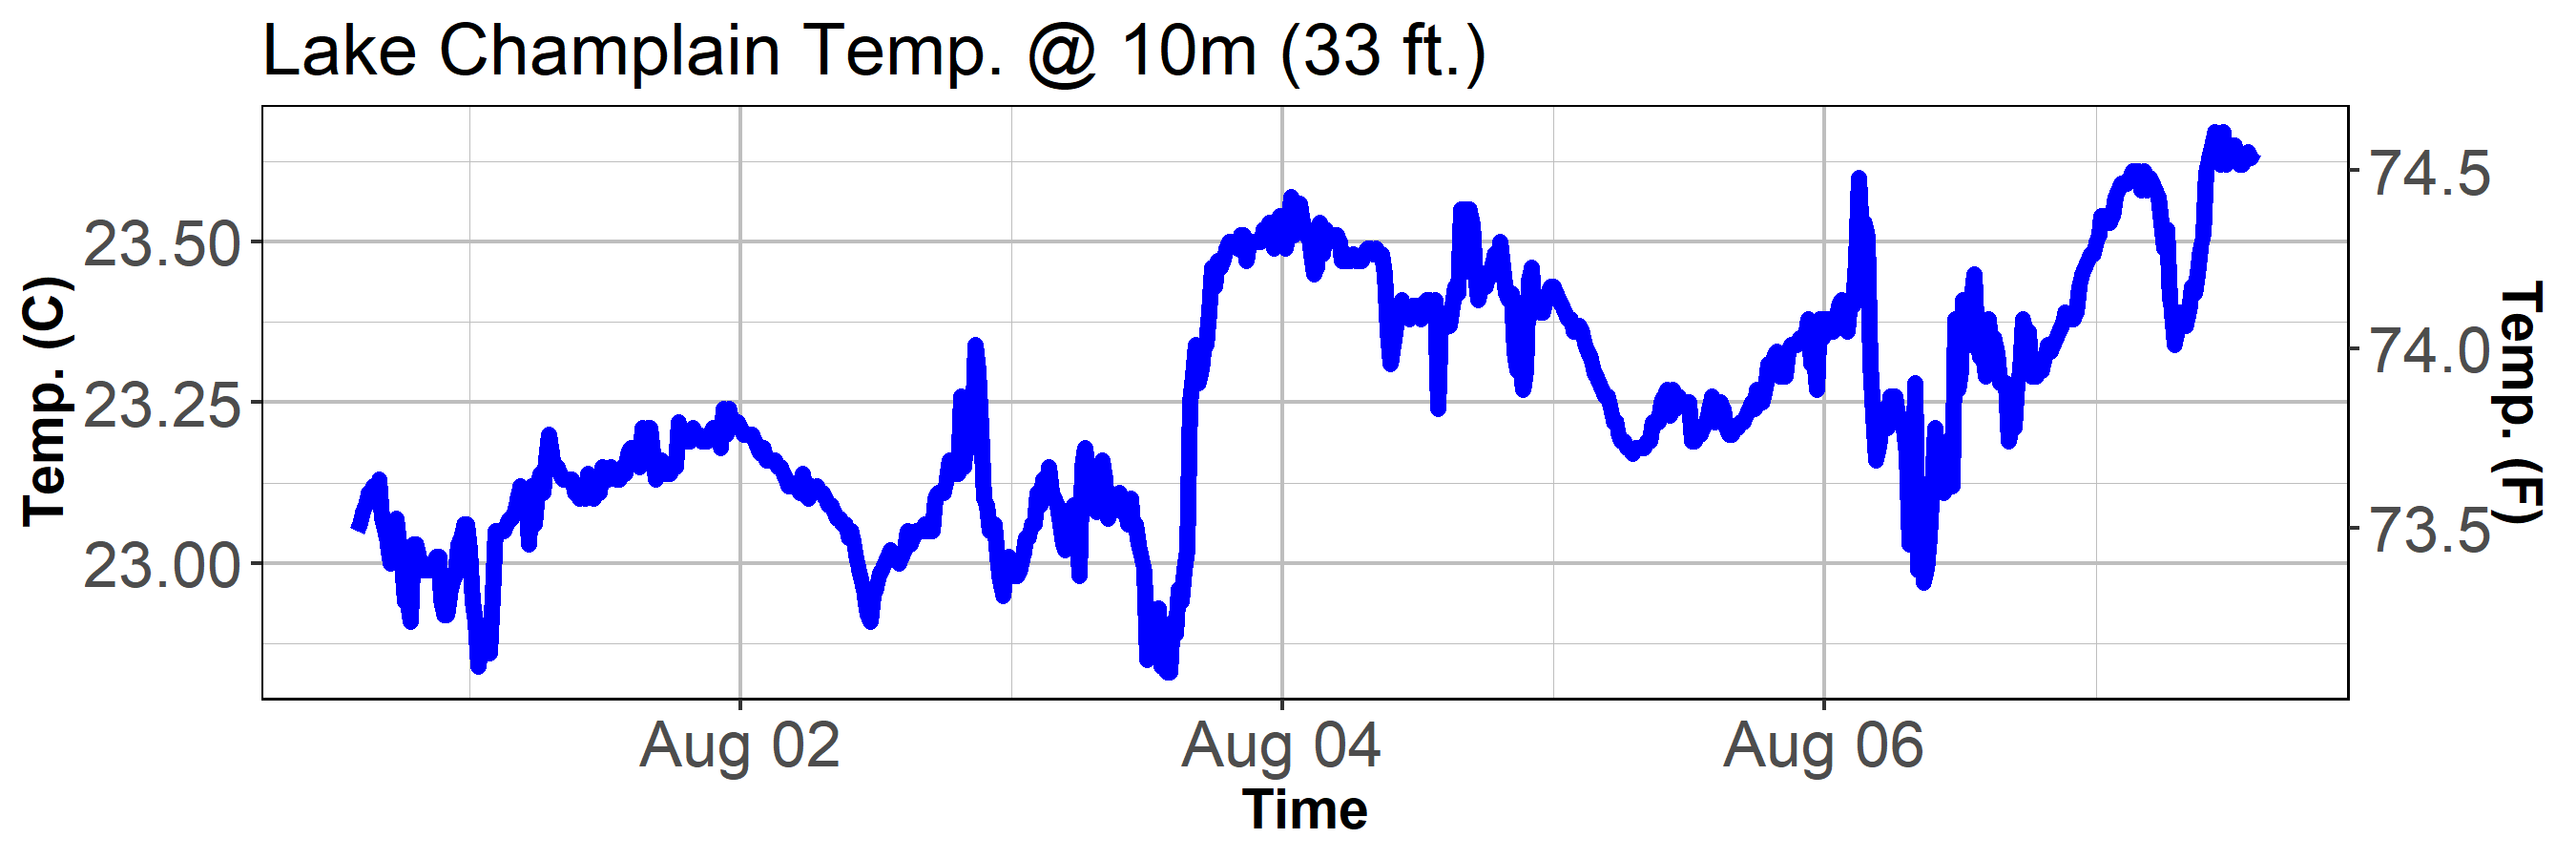 Lake Champlain Temp. @ 10m (33 ft.)
Temp. (C)
23.50
23.25
23.00
74.5
74.0
73.5
Temp. (F)
Aug 02
Aug 04
Aug 06
Time